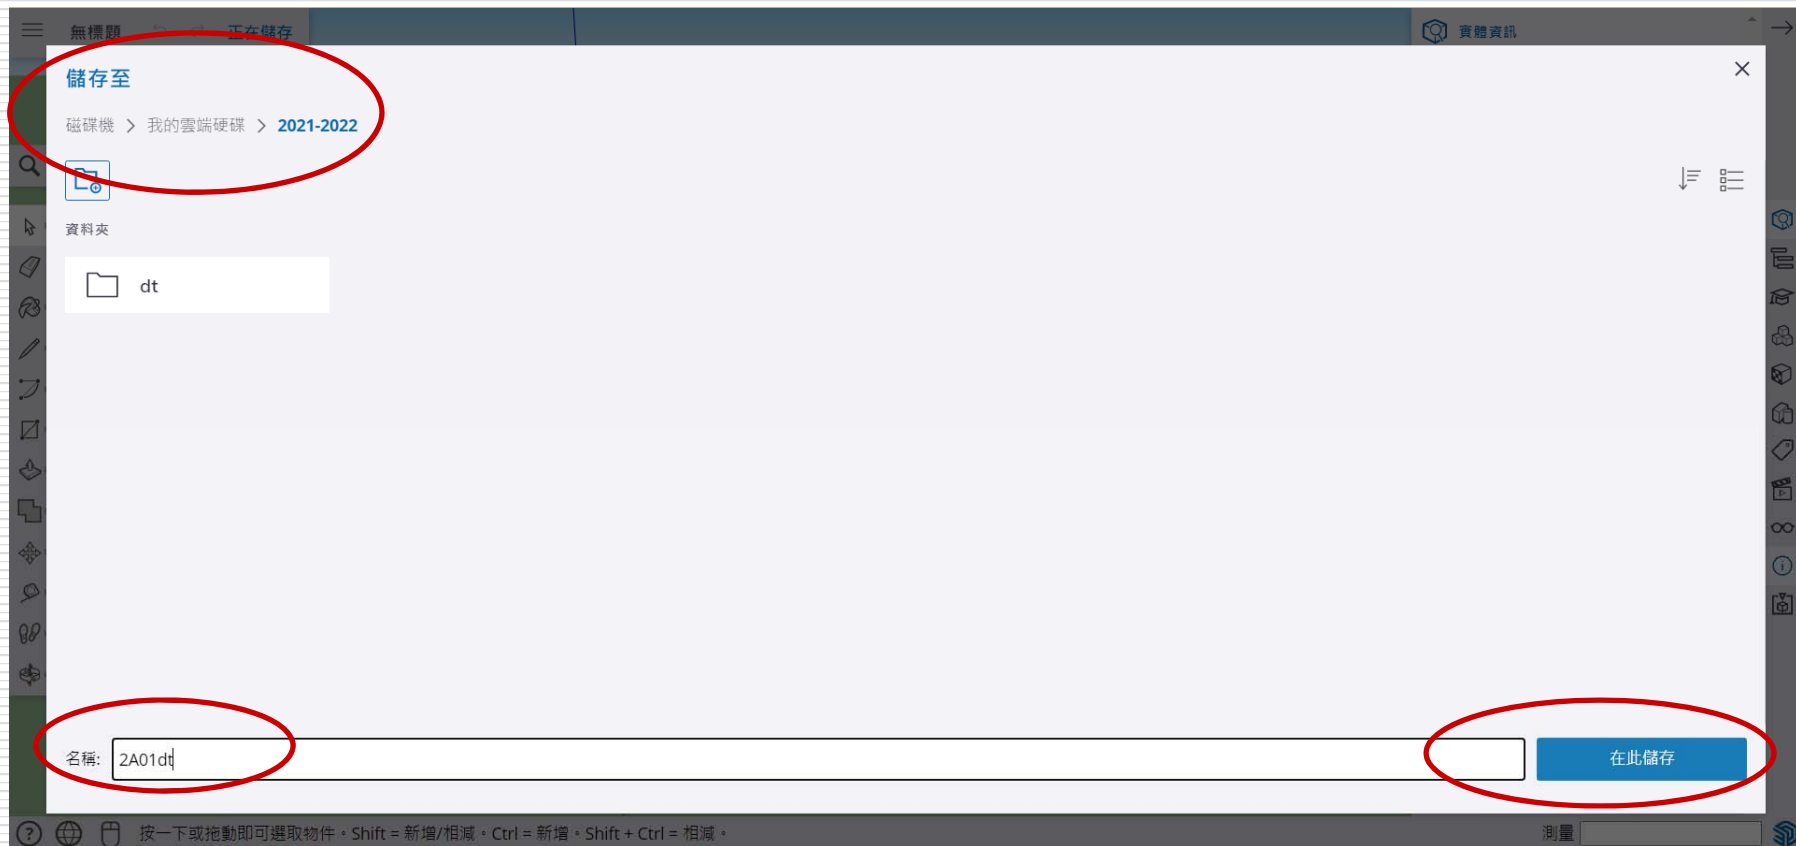 無標題 正在儲存
實體資訊
儲存至
磁碟機 > 我的雲端硬碟 > 2021-2022
資料夾
dt
名稱: 2A01dt
在此儲存
按一下或拖動即可選取物件。Shift = 新增/相減。Ctrl = 新增。Shift + Ctrl = 相減。
測量